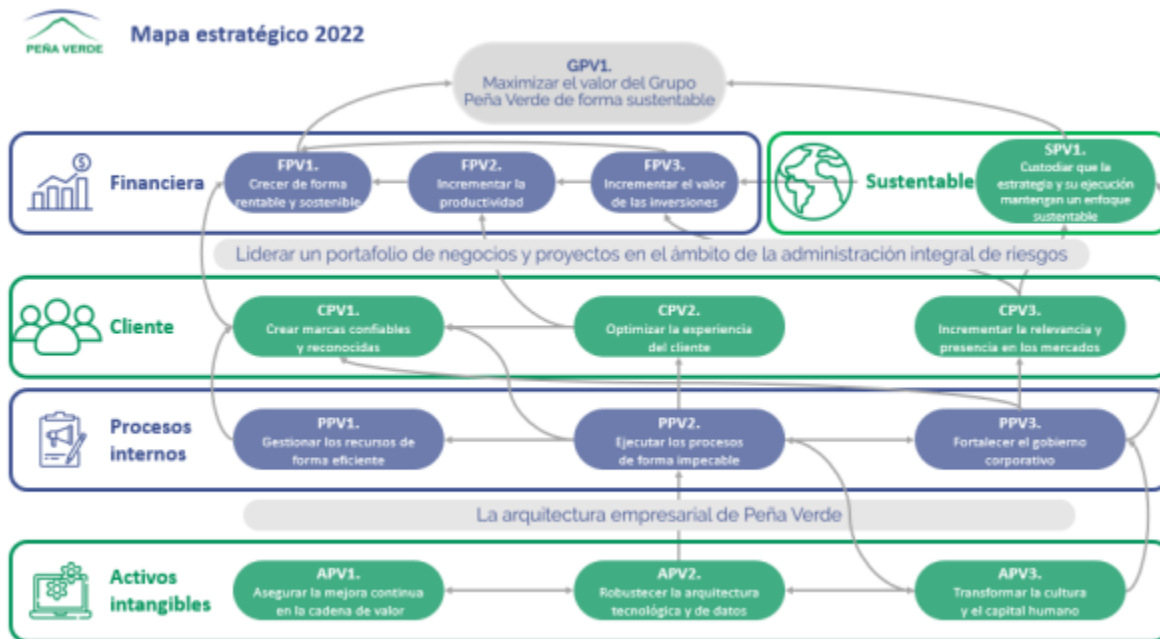 PEÑA VERDE
Mapa estratégico 2022
GPV1.
Maximizar el valor del Grupo
Peña Verde de forma sustentable
Financiera
FPV1.
Crecer de forma
rentable y sostenible
FPV2.
Incrementar la
productividad
FPV3.
Incrementar el valor
de las inversiones
Sustentable
SPV1.
Custodiar que la
estrategia y su ejecución
mantengan un enfoque
sustentable
Liderar un portafolio de negocios y proyectos en el ámbito de la administración integral de riesgos
Cliente
CPV1.
Crear marcas confiables
y reconocidas
CPV2.
Optimizar la experiencia
del cliente
CPV3.
Incrementar la relevancia y
presencia en los mercados
Procesos
internos
PPV1.
Gestionar los recursos de
forma eficiente
PPV2.
Ejecutar los procesos
de forma impecable
PPV3.
Fortalecer el gobierno
corporativo
La arquitectura empresarial de Peña Verde
Activos
intangibles
APV1.
Asegurar la mejora continua
en la cadena de valor
APV2.
Robustecer la arquitectura
tecnológica y de datos
APV3.
Transformar la cultura
y el capital humano